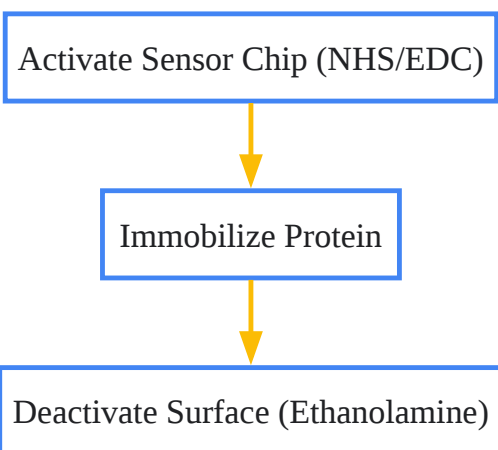 Activate Sensor Chip (NHS/EDC)
Immobilize Protein
Deactivate Surface (Ethanolamine)